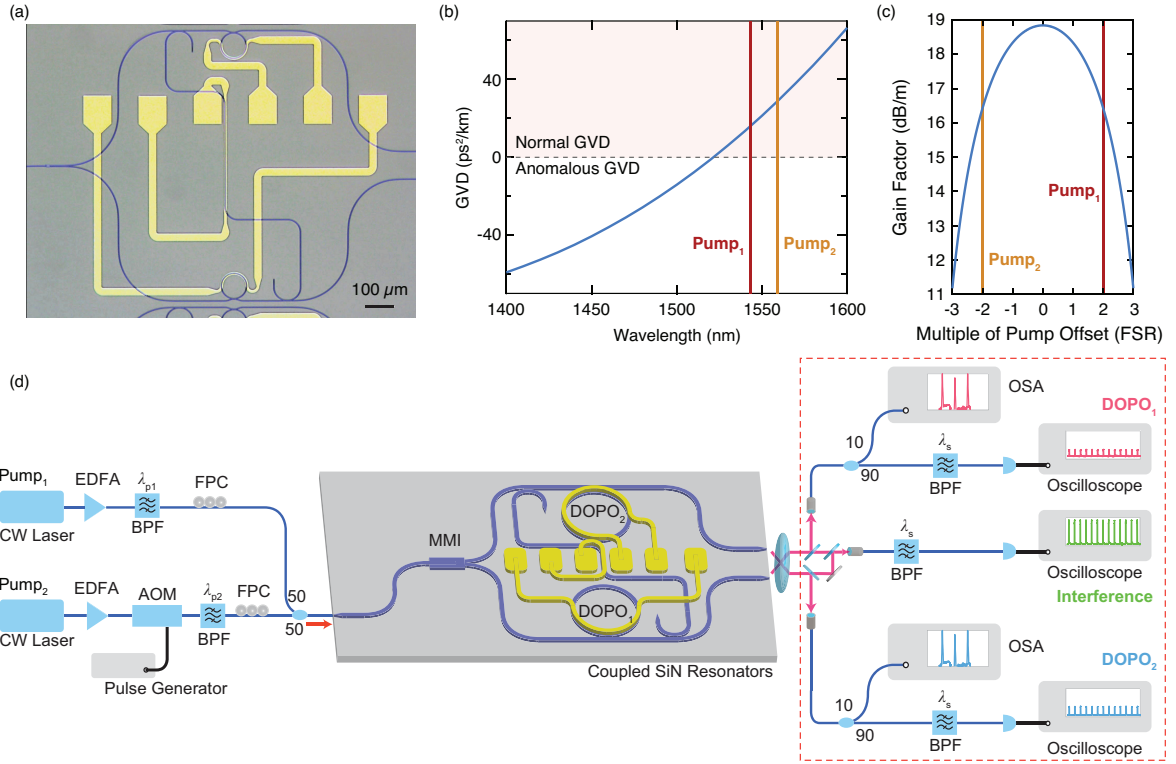 (a)
100 μm
(b)
GVD (ps²/km)
40
0
-40
Normal GVD
Anomalous GVD
Pump₁
Pump₂
1400
1450
1500
1550
1600
Wavelength (nm)
(c)
Gain Factor (dB/m)
19
18
17
16
15
14
13
12
11
Pump₁
Pump₂
-3
-2
-1
0
1
2
3
Multiple of Pump Offset (FSR)
(d)
Pump₁
CW Laser
EDFA
λp1
BPF
FPC
Pump₂
CW Laser
EDFA
AOM
λp2
BPF
FPC
Pulse Generator
50
50
MMI
DOPO₂
DOPO₁
Coupled SiN Resonators
OSA
DOPO₁
10
90
λs
BPF
Oscilloscope
λs
BPF
Oscilloscope
Interference
OSA
DOPO₂
10
90
λs
BPF
Oscilloscope